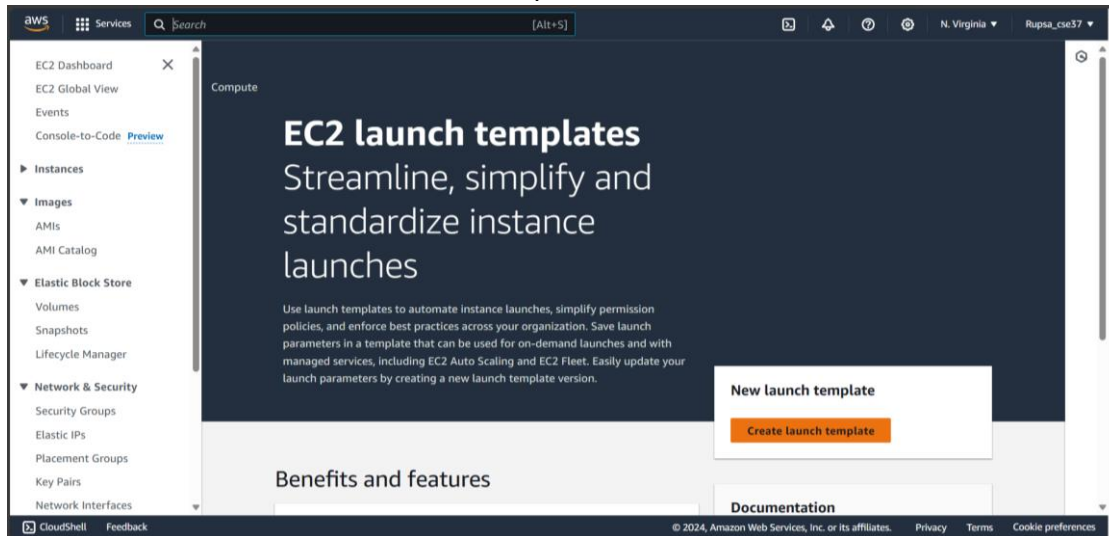 aws Services Search [Alt+S] N. Virginia Rupsa_cse37
EC2 Dashboard
EC2 Global View
Events
Console-to-Code Preview
Instances
Images
AMIs
AMI Catalog
Elastic Block Store
Volumes
Snapshots
Lifecycle Manager
Network & Security
Security Groups
Elastic IPs
Placement Groups
Key Pairs
Network Interfaces
Compute
EC2 launch templates
Streamline, simplify and
standardize instance
launches
Use launch templates to automate instance launches, simplify permission
policies, and enforce best practices across your organization. Save launch
parameters in a template that can be used for on-demand launches and with
managed services, including EC2 Auto Scaling and EC2 Fleet. Easily update your
launch parameters by creating a new launch template version.
New launch template
Create launch template
Benefits and features
Documentation
CloudShell Feedback © 2024, Amazon Web Services, Inc. or its affiliates. Privacy Terms Cookie preferences